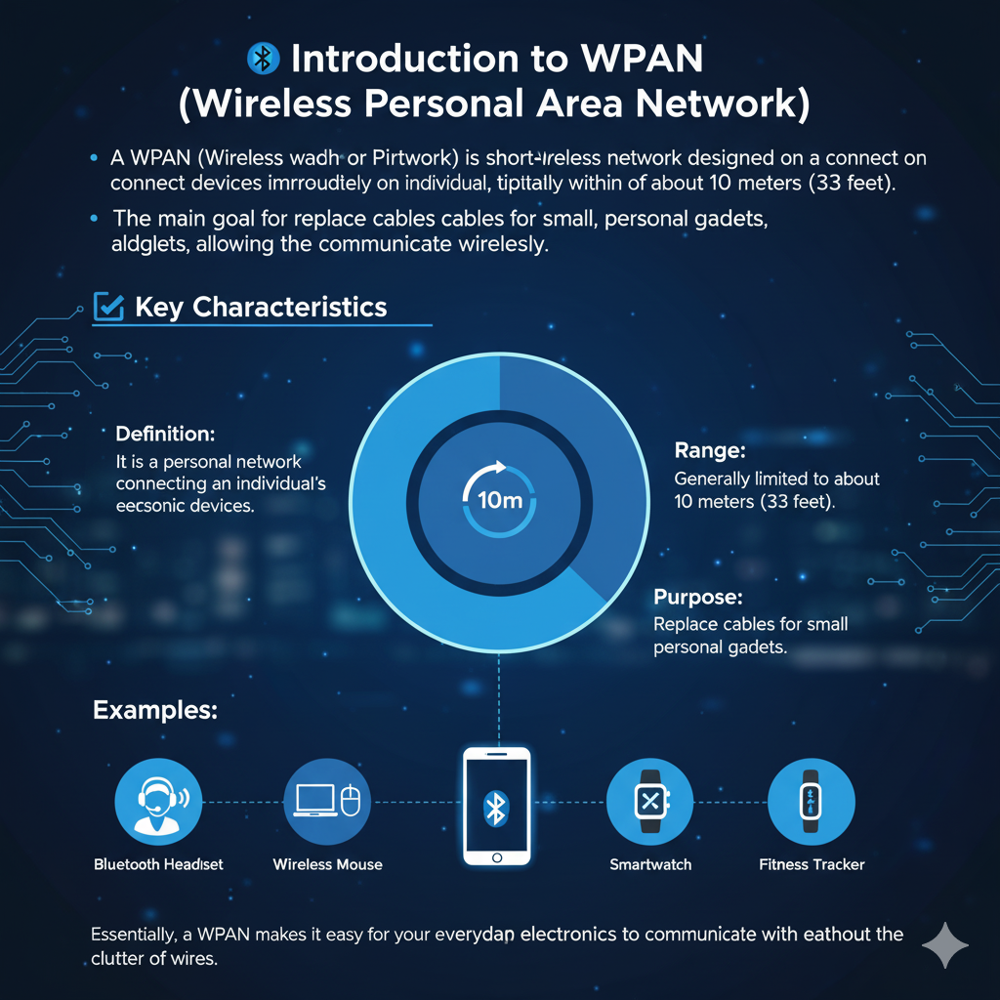 Introduction to WPAN
(Wireless Personal Area Network)
• A WPAN (Wireless wadh or Pirtwork) is short-ireless network designed on a connect on
connect devices imrroudtely on individual, tipitally within of about 10 meters (33 feet).
• The main goal for replace cables cables for small, personal gadets,
aldglets, allowing the communicate wirelesly.
Key Characteristics
Definition:
It is a personal network
connecting an individual's
eecsonic devices.
10m
Range:
Generally limited to about
10 meters (33 feet).
Purpose:
Replace cables for small
personal gadets.
Examples:
Bluetooth Headset
Wireless Mouse
Smartwatch
Fitness Tracker
Essentially, a WPAN makes it easy for your everydap electronics to communicate with eathout the
clutter of wires.